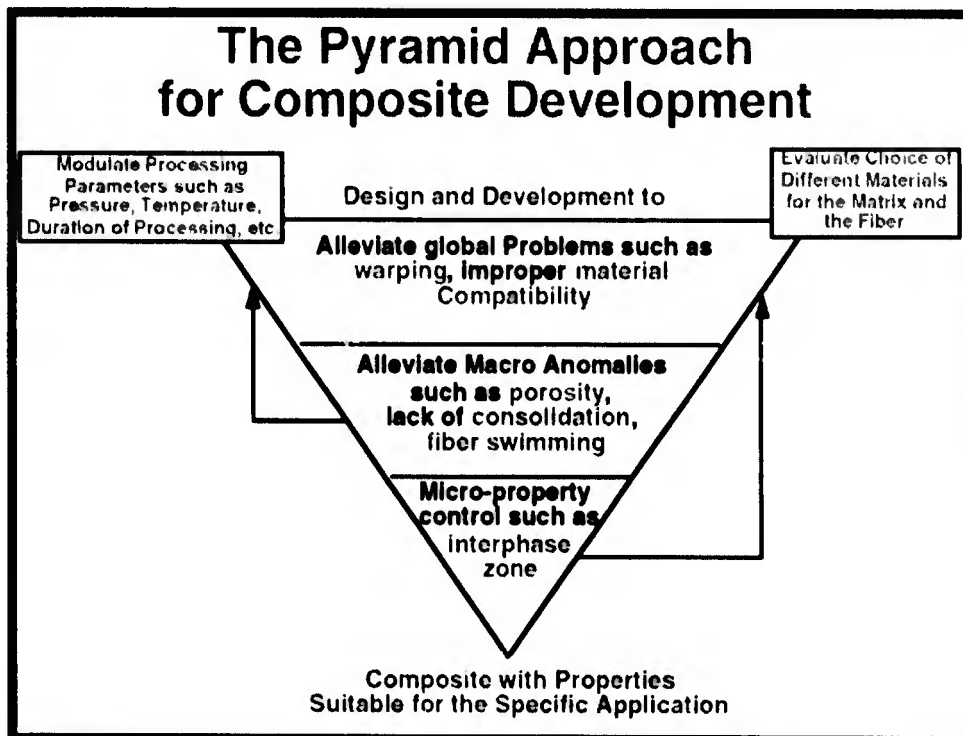 The Pyramid Approach
for Composite Development
Modulate Processing
Parameters such as
Pressure, Temperature,
Duration of Processing, etc
Evaluate Choice of
Different Materials
for the Matrix and
the Fiber
Design and Development to
Alleviate global Problems such as
warping, improper material
Compatibility
Alleviate Macro Anomalies
such as porosity,
lack of consolidation,
fiber swimming
Micro-property
control such as
interphase
zone
Composite with Properties
Suitable for the Specific Application